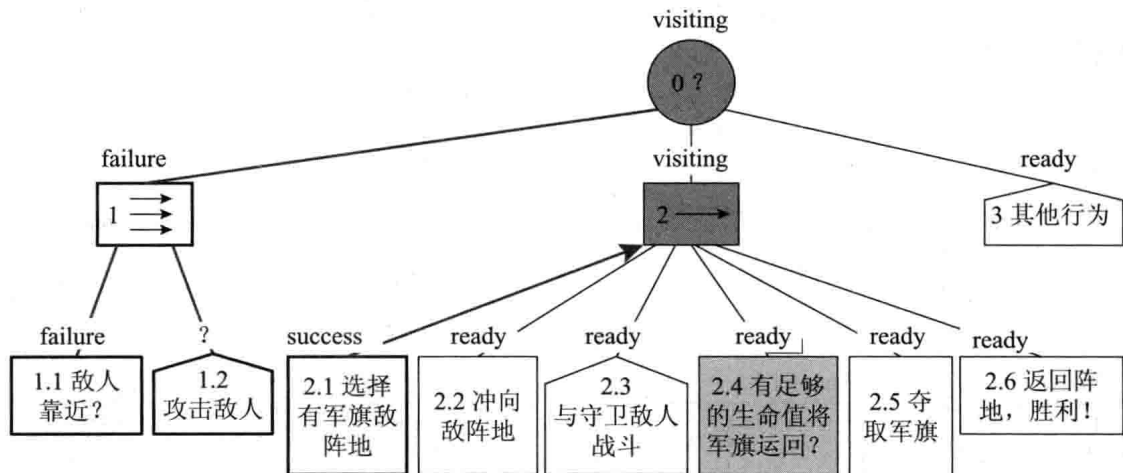 visiting
0 ?
failure
visiting
ready
1
2
3 其他行为
failure
?
success
ready
ready
ready
ready
ready
1.1 敌人
靠近？
1.2
攻击敌人
2.1 选择
有军旗敌
阵地
2.2 冲向
敌阵地
2.3
与守卫敌人
战斗
2.4 有足够
的生命值将
军旗运回？
2.5 夺
取军旗
2.6 返回阵
地，胜利！